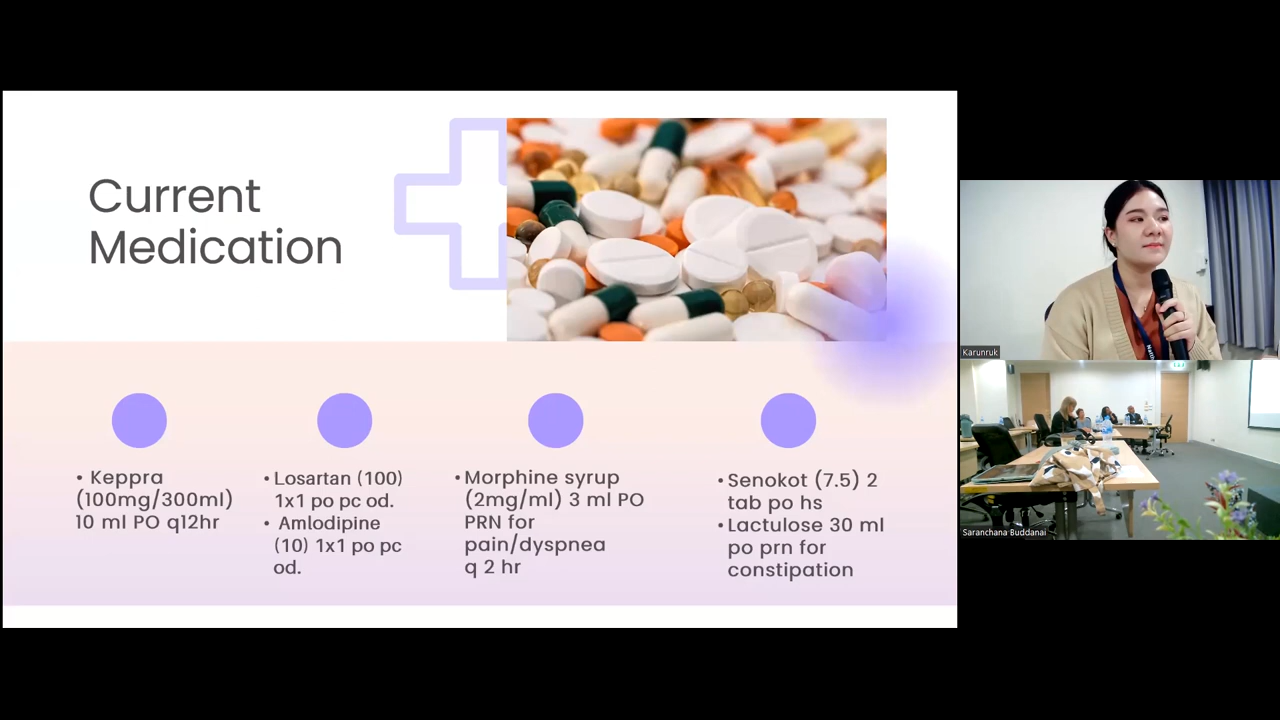 Current
Medication
• Keppra
(100mg/300ml)
10 ml PO q12hr
• Losartan (100)
1x1 po pc od.
• Amlodipine
(10) 1x1 po pc
od.
• Morphine syrup
(2mg/ml) 3 ml PO
PRN for
pain/dyspnea
q 2 hr
• Senokot (7.5) 2
tab po hs
• Lactulose 30 ml
po prn for
constipation
Karunruk
Saranchana Buddanai